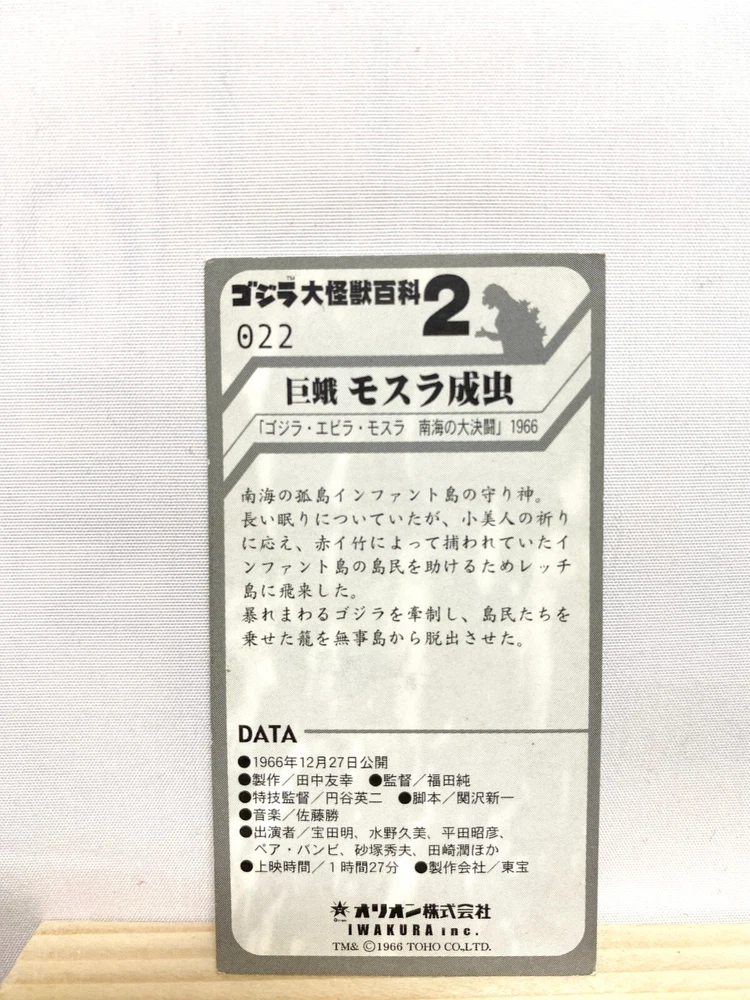 ゴジラ™大怪獣百科2
022
巨蛾 モスラ成虫
「ゴジラ・エビラ・モスラ 南海の大決闘」1966
南海の孤島インファント島の守り神。
長い眠りについていたが、小美人の祈り
に応え、赤イ竹によって捕われていたイ
ンファント島の島民を助けるためレッチ
島に飛来した。
暴れまわるゴジラを牽制し、島民たちを
乗せた籠を無事島から脱出させた。
DATA
●1966年12月27日公開
●製作／田中友幸 ●監督／福田純
●特技監督／円谷英二 ●脚本／関沢新一
●音楽／佐藤勝
●出演者／宝田明、水野久美、平田昭彦、
ペア・バンビ、砂塚秀夫、田崎潤ほか
●上映時間／1時間27分 ●製作会社／東宝
オリオン株式会社
IWAKURA inc.
TM& ©1966 TOHO CO.,LTD.